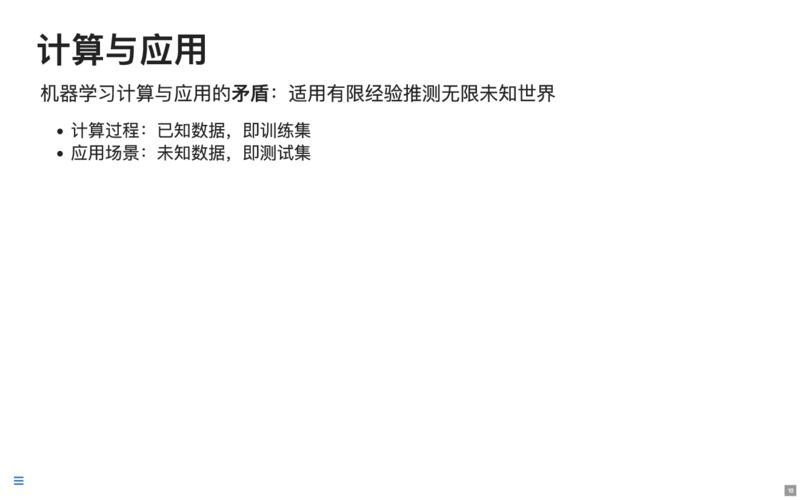 计算与应用
机器学习计算与应用的矛盾：适用有限经验推测无限未知世界
• 计算过程：已知数据，即训练集
• 应用场景：未知数据，即测试集